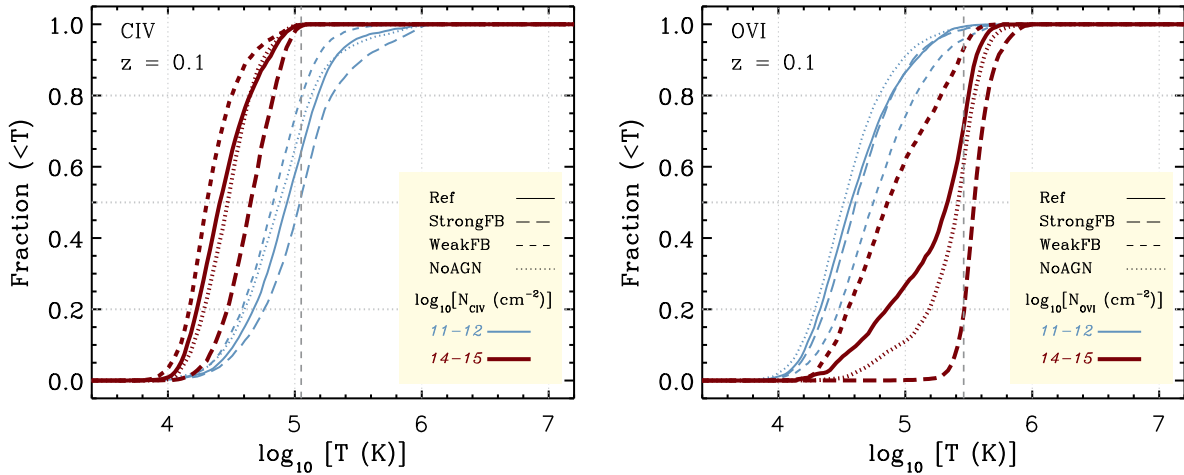 CIV
z = 0.1
Fraction (<T)
1.0
0.8
0.6
0.4
0.2
0.0
Ref
StrongFB
WeakFB
NoAGN
log10[NCIV (cm−2)]
11−12
14−15
4
5
6
7
log10 [T (K)]
OVI
z = 0.1
Fraction (<T)
1.0
0.8
0.6
0.4
0.2
0.0
Ref
StrongFB
WeakFB
NoAGN
log10[NOVI (cm−2)]
11−12
14−15
4
5
6
7
log10 [T (K)]